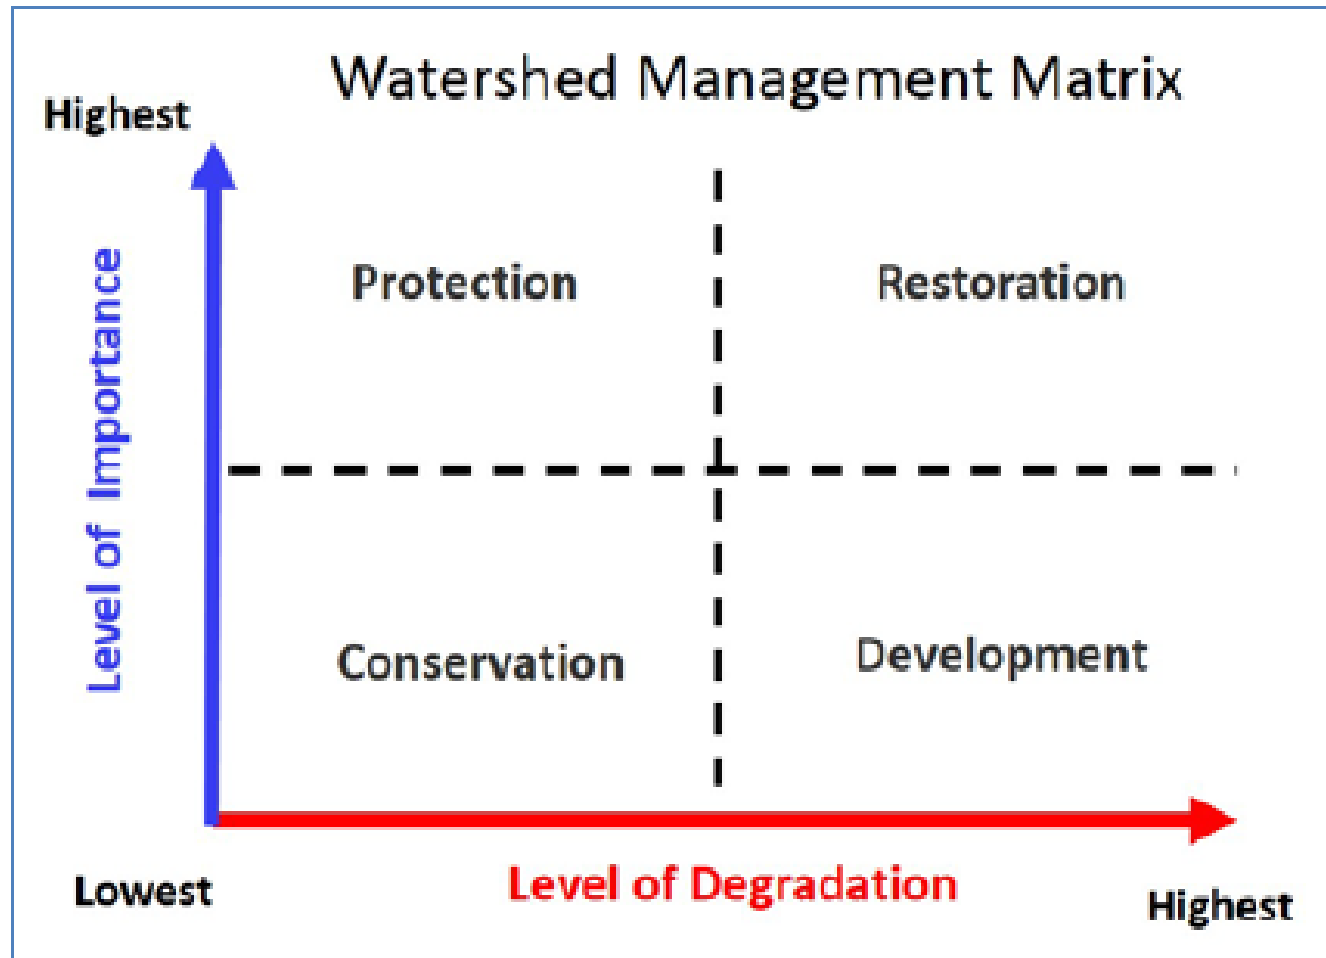 Watershed Management Matrix
Highest
Protection
Restoration
Level of Importance
Conservation
Development
Lowest
Level of Degradation
Highest